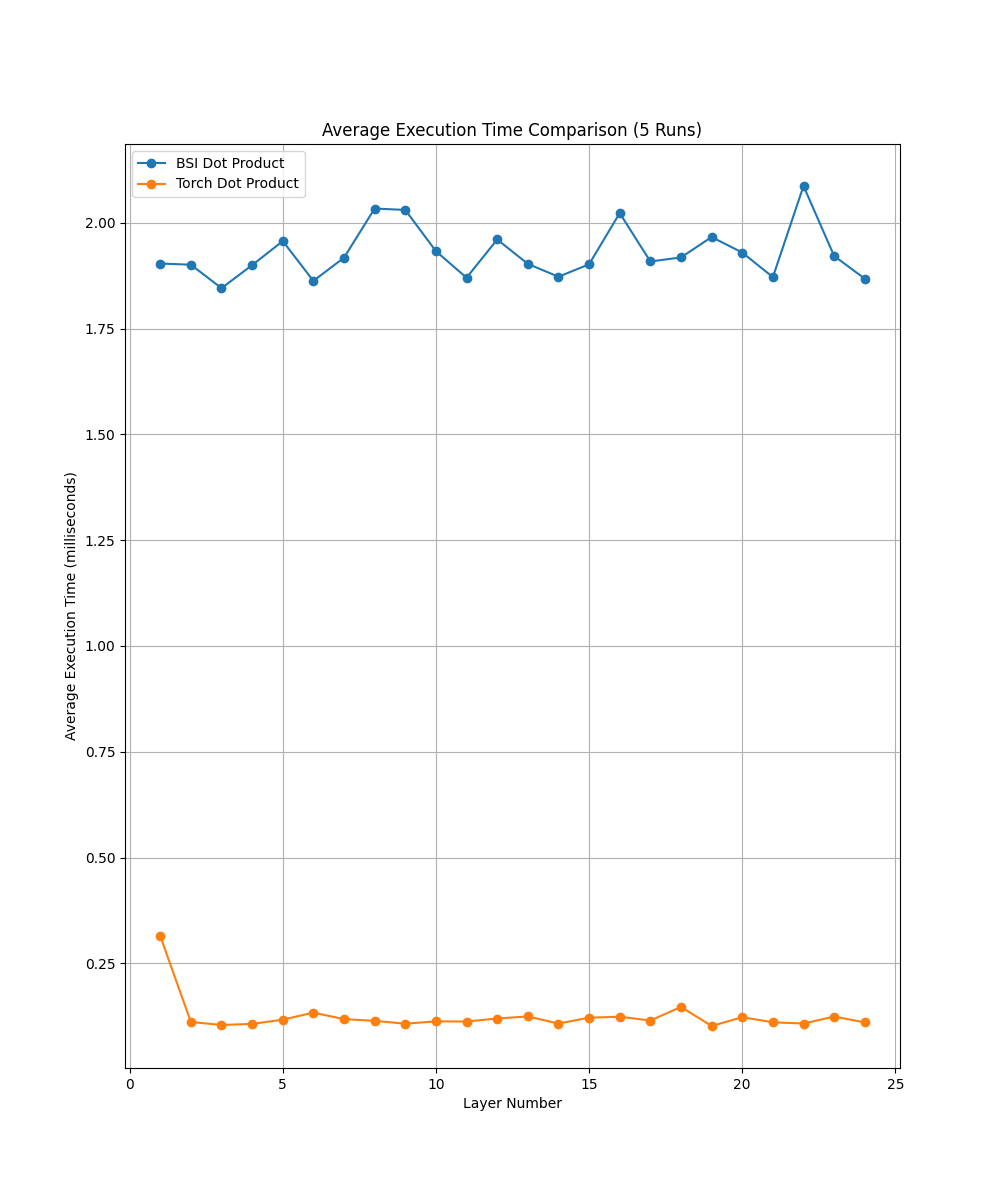 Average Execution Time Comparison (5 Runs)
BSI Dot Product
Torch Dot Product
Average Execution Time (milliseconds)
2.00
1.75
1.50
1.25
1.00
0.75
0.50
0.25
0 5 10 15 20 25
Layer Number